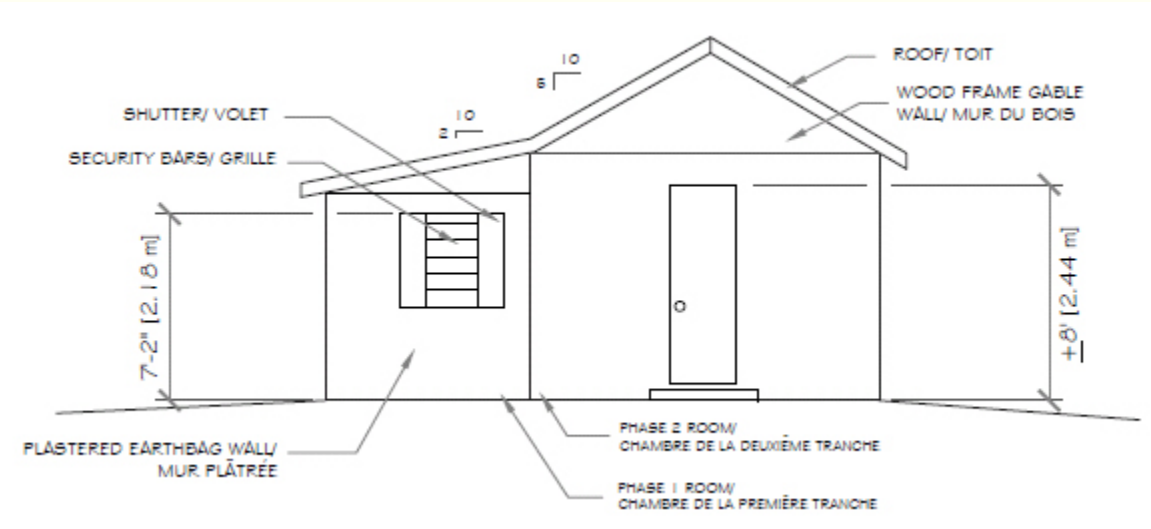 10
5
ROOF/ TOIT
WOOD FRAME GABLE
WALL/ MUR DU BOIS
SHUTTER/ VOLET
10
2
SECURITY BARS/ GRILLE
7'-2" [2.18 m]
+8' [2.44 m]
PLASTERED EARTHBAG WALL/
MUR PLÂTRÉE
PHASE 2 ROOM/
CHAMBRE DE LA DEUXIÈME TRANCHE
PHASE 1 ROOM/
CHAMBRE DE LA PREMIÈRE TRANCHE